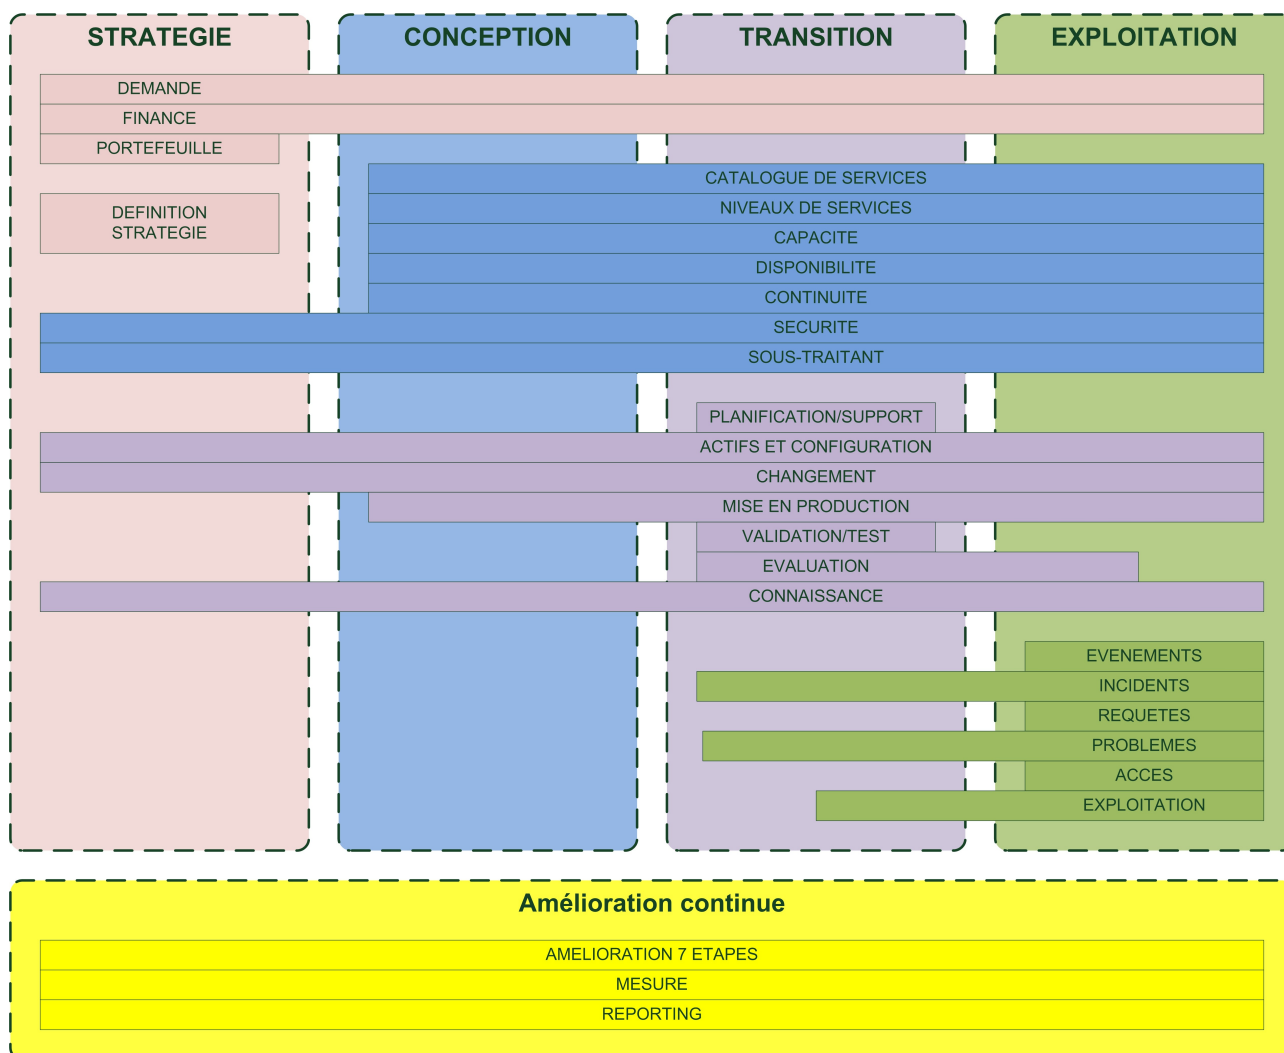 STRATEGIE
CONCEPTION
TRANSITION
EXPLOITATION
DEMANDE
FINANCE
PORTEFEUILLE
CATALOGUE DE SERVICES
DEFINITION
STRATEGIE
NIVEAUX DE SERVICES
CAPACITE
DISPONIBILITE
CONTINUITE
SECURITE
SOUS-TRAITANT
PLANIFICATION/SUPPORT
ACTIFS ET CONFIGURATION
CHANGEMENT
MISE EN PRODUCTION
VALIDATION/TEST
EVALUATION
CONNAISSANCE
EVENEMENTS
INCIDENTS
REQUETES
PROBLEMES
ACCES
EXPLOITATION
Amélioration continue
AMELIORATION 7 ETAPES
MESURE
REPORTING